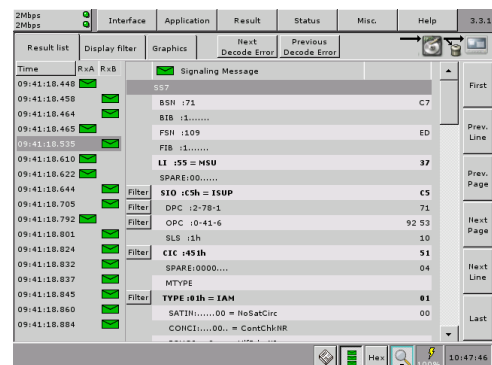 2Mbps
2Mbps
Interface Application Result Status Misc. Help 3.3.1
Result list Display filter Graphics Next Decode Error Previous Decode Error
Time RxA RxB Signaling Message
09:41:18.448 SS7 First
09:41:18.458 BSN :71 C7
09:41:18.464 BIB :1.......
09:41:18.465 FSN :109 ED Prev. Line
09:41:18.535 FIB :1.......
09:41:18.610 LI :55 = MSU 37
09:41:18.622 SPARE:00...... Prev. Page
09:41:18.644 Filter SIO :C5h = ISUP C5
09:41:18.705 Filter DPC :2-78-1 71
09:41:18.792 Filter OPC :0-41-6 92 53 Next Page
09:41:18.801 SLS :1h 10
09:41:18.824 Filter CIC :451h 51
09:41:18.832 SPARE:0000.... 04 Next Line
09:41:18.837 MTYPE
09:41:18.845 Filter TYPE :01h = IAM 01
09:41:18.860 SATIN:......00 = NoSatCirc 00 Last
09:41:18.884 CONCI:....00.. = ContChkNR
Hex 100% 10:47:46